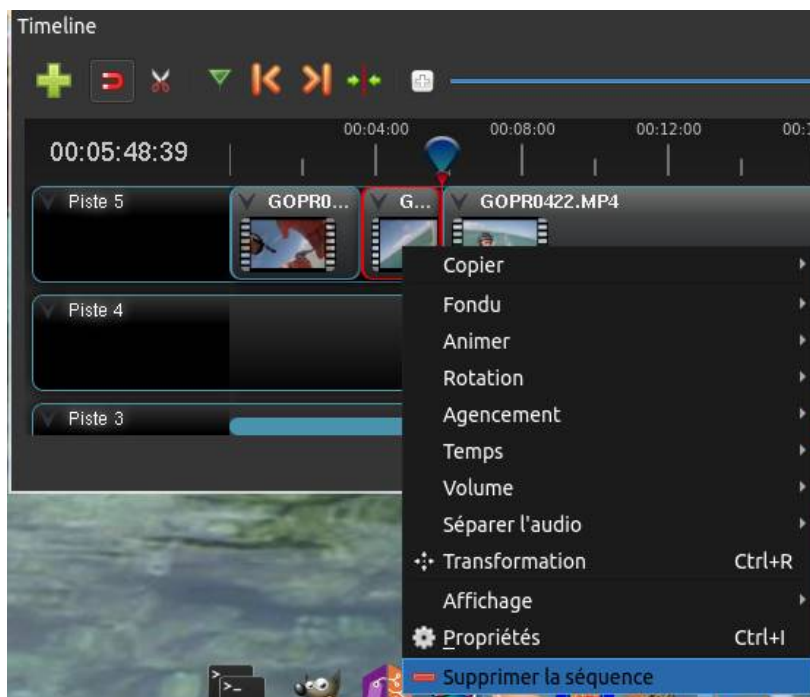 Timeline
00:04:00 00:08:00 00:12:00
00:05:48:39
Piste 5
GOPR0...
G...
GOPR0422.MP4
Piste 4
Piste 3
Copier
Fondu
Animer
Rotation
Agencement
Temps
Volume
Séparer l'audio
Transformation Ctrl+R
Affichage
Propriétés Ctrl+I
Supprimer la séquence